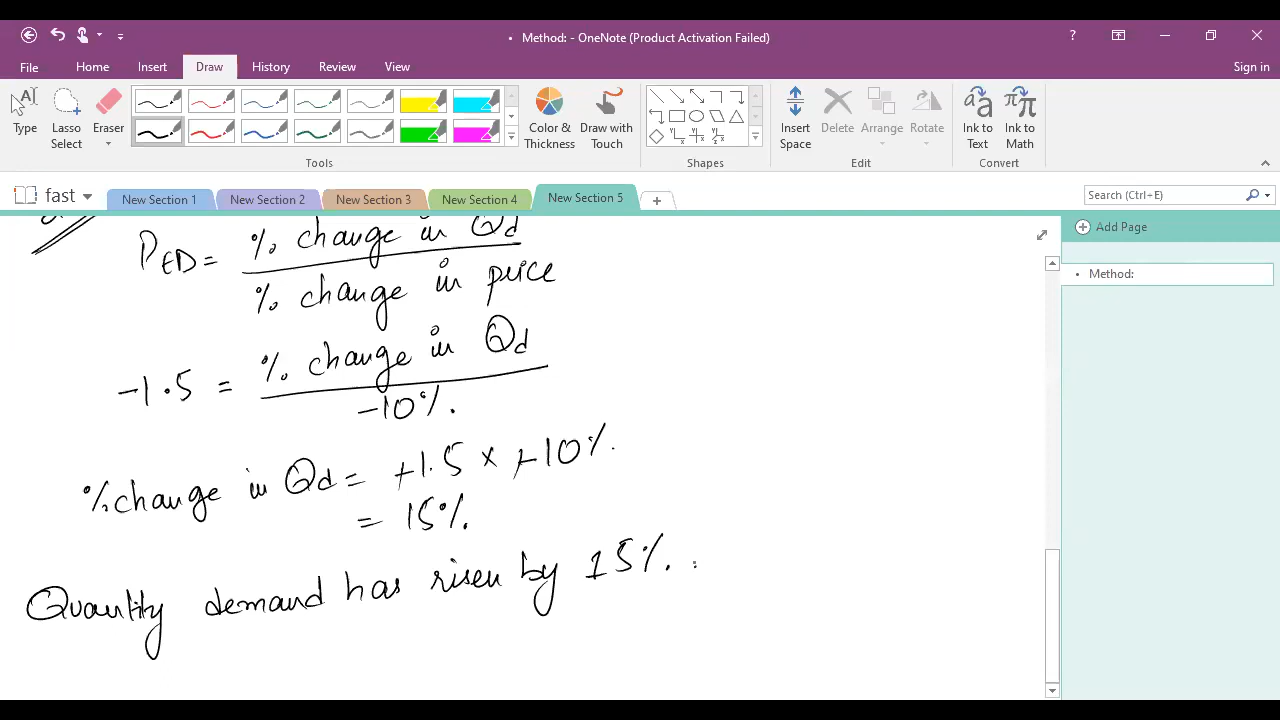 Method: - OneNote (Product Activation Failed)
File Home Insert Draw History Review View Sign in
Type Lasso Select Eraser Color & Thickness Draw with Touch Insert Space Delete Arrange Rotate Ink to Text Ink to Math
Tools Shapes Edit Convert
fast New Section 1 New Section 2 New Section 3 New Section 4 New Section 5 Search (Ctrl+E)
Add Page
Method:
PED = % change in Qd
% change in price
-1.5 = % change in Qd
-10%.
% change in Qd = +1.5 × +10%.
= 15%.
Quantity demand has risen by 15%.